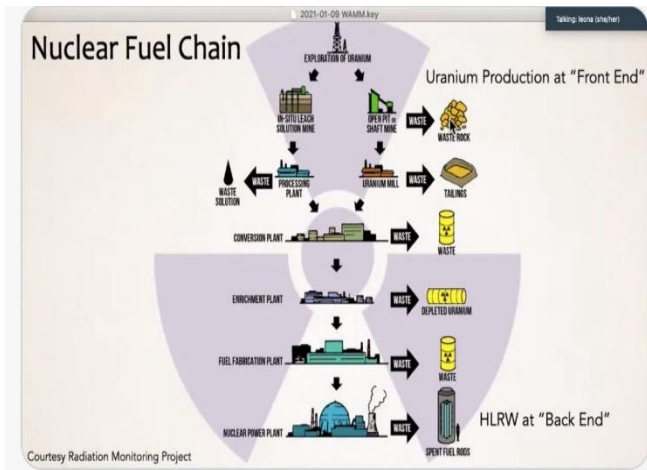 2021-01-09 WAMM.key
Talking: leona (she/her)
Nuclear Fuel Chain
EXPLORATION OF URANIUM
Uranium Production at "Front End"
IN-SITU LEACH
SOLUTION MINE
OPEN PIT OR
SHAFT MINE
WASTE
WASTE ROCK
WASTE
SOLUTION
WASTE
PROCESSING
PLANT
URANIUM MILL
WASTE
TAILINGS
CONVERSION PLANT
WASTE
WASTE
ENRICHMENT PLANT
WASTE
DEPLETED URANIUM
FUEL FABRICATION PLANT
WASTE
WASTE
NUCLEAR POWER PLANT
WASTE
SPENT FUEL RODS
HLRW at "Back End"
Courtesy Radiation Monitoring Project